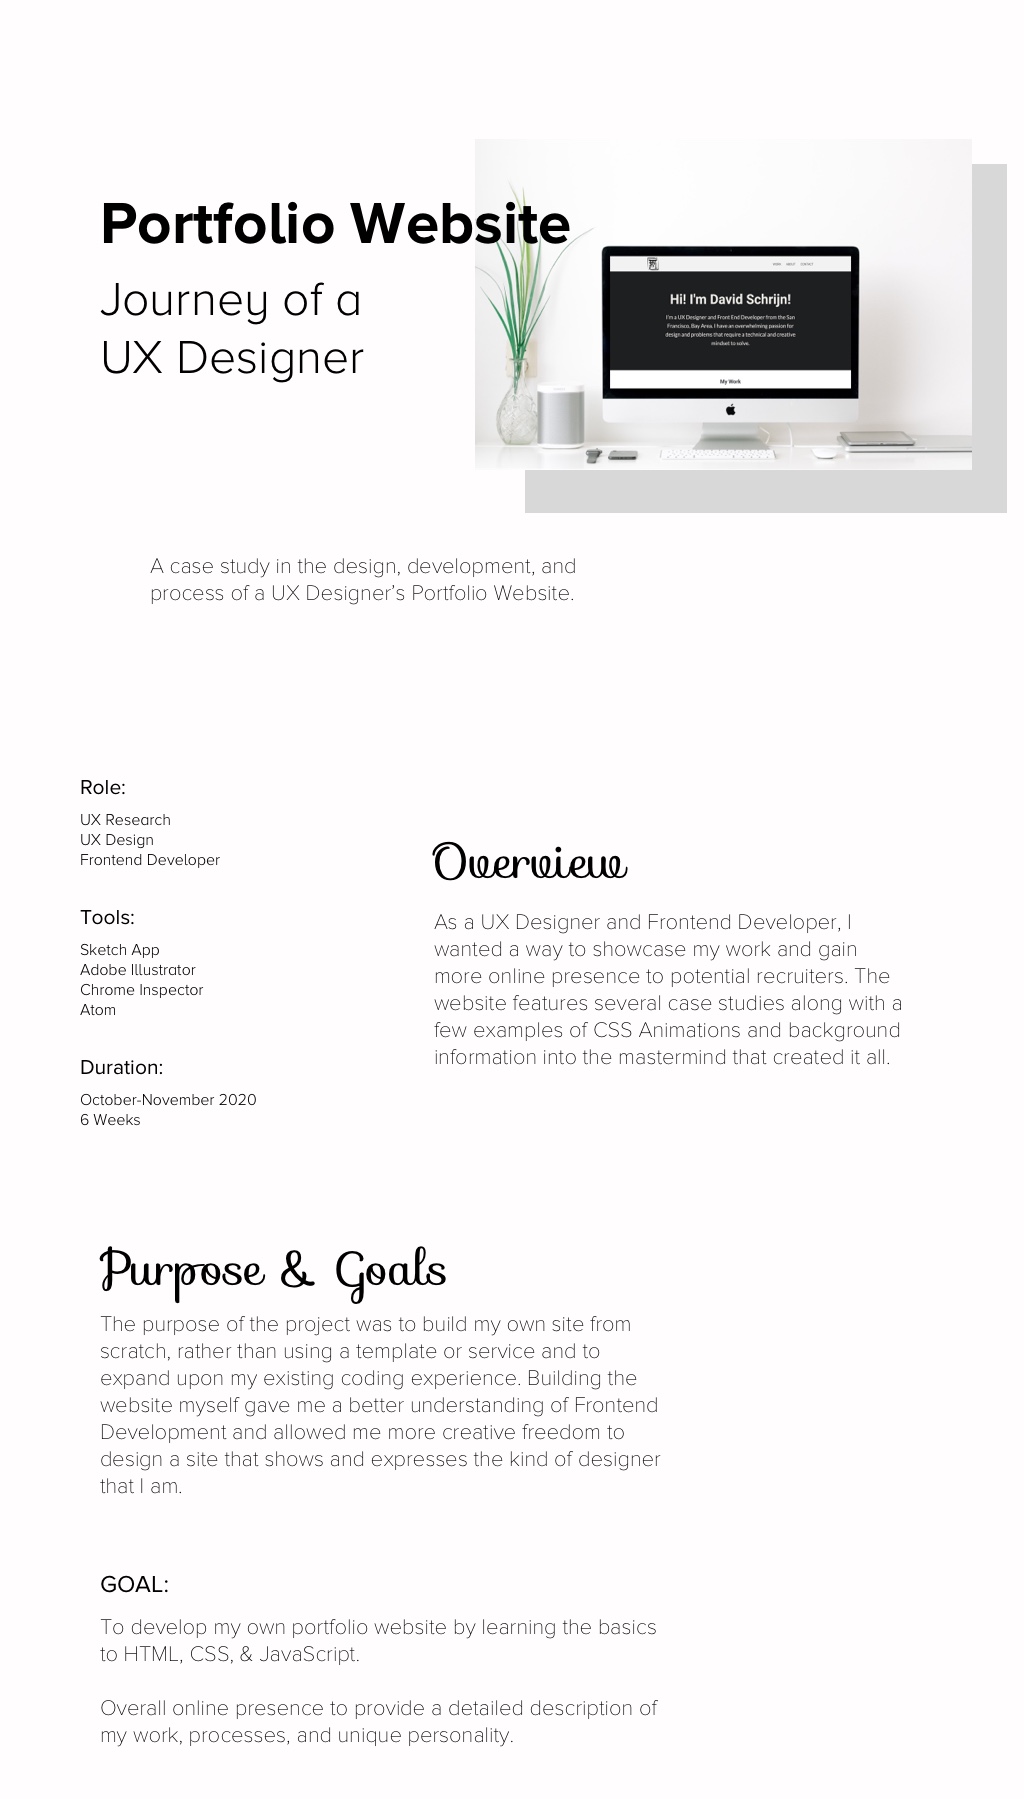 Portfolio Website
Journey of a
UX Designer
WORK ABOUT CONTACT
Hi! I'm David Schrijn!
I'm a UX Designer and Front End Developer from the San
Francisco, Bay Area. I have an overwhelming passion for
design and problems that require a technical and creative
mindset to solve.
My Work
A case study in the design, development, and
process of a UX Designer’s Portfolio Website.
Role:
UX Research
UX Design
Frontend Developer
Tools:
Sketch App
Adobe Illustrator
Chrome Inspector
Atom
Duration:
October-November 2020
6 Weeks
Overview
As a UX Designer and Frontend Developer, I
wanted a way to showcase my work and gain
more online presence to potential recruiters. The
website features several case studies along with a
few examples of CSS Animations and background
information into the mastermind that created it all.
Purpose & Goals
The purpose of the project was to build my own site from
scratch, rather than using a template or service and to
expand upon my existing coding experience. Building the
website myself gave me a better understanding of Frontend
Development and allowed me more creative freedom to
design a site that shows and expresses the kind of designer
that I am.
GOAL:
To develop my own portfolio website by learning the basics
to HTML, CSS, & JavaScript.
Overall online presence to provide a detailed description of
my work, processes, and unique personality.